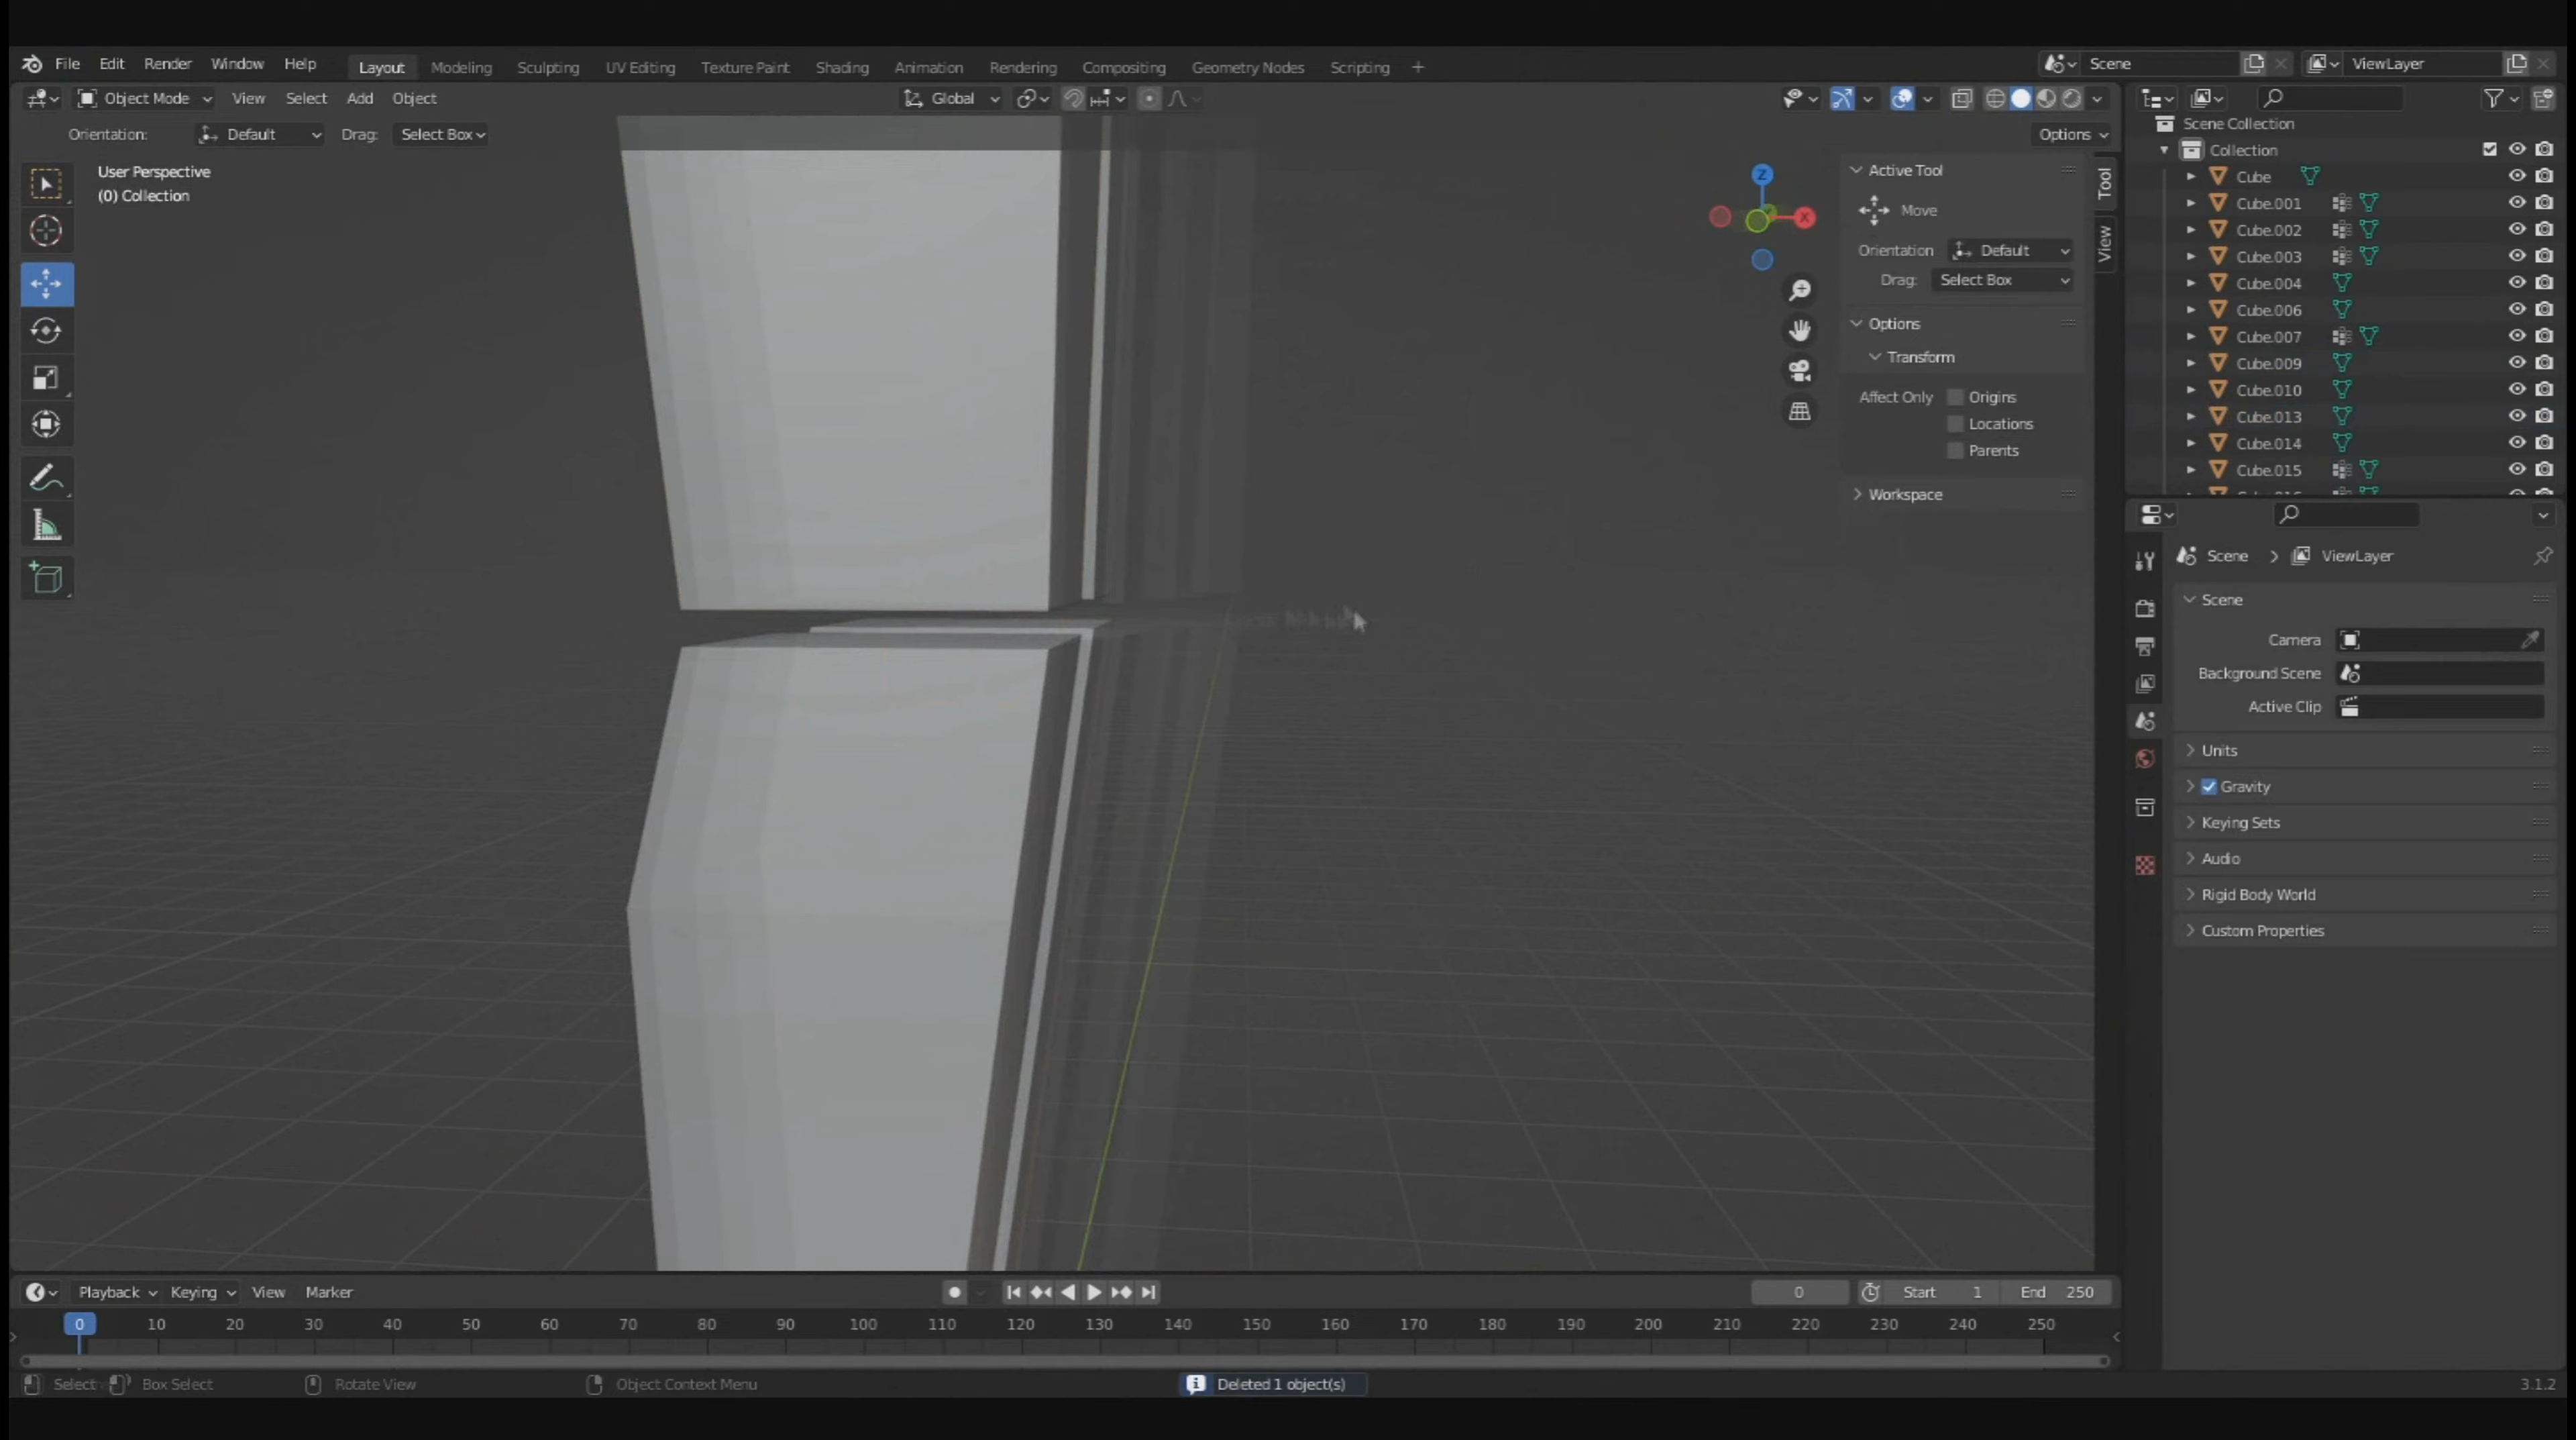 File Edit Render Window Help Layout Modeling Sculpting UV Editing Texture Paint Shading Animation Rendering Compositing Geometry Nodes Scripting + Scene ViewLayer
Object Mode View Select Add Object Global
Orientation: Default Drag: Select Box Options
User Perspective
(0) Collection
Z
X
Active Tool
Move
Orientation Default
Drag: Select Box
Options
Transform
Affect Only Origins
Locations
Parents
Workspace
Tool
View
Scene Collection
Collection
Cube
Cube.001
Cube.002
Cube.003
Cube.004
Cube.006
Cube.007
Cube.009
Cube.010
Cube.013
Cube.014
Cube.015
Scene > ViewLayer
Scene
Camera
Background Scene
Active Clip
Units
Gravity
Keying Sets
Audio
Rigid Body World
Custom Properties
Playback Keying View Marker 0 Start 1 End 250
0 10 20 30 40 50 60 70 80 90 100 110 120 130 140 150 160 170 180 190 200 210 220 230 240 250
Select Box Select Rotate View Object Context Menu Deleted 1 object(s) 3.1.2